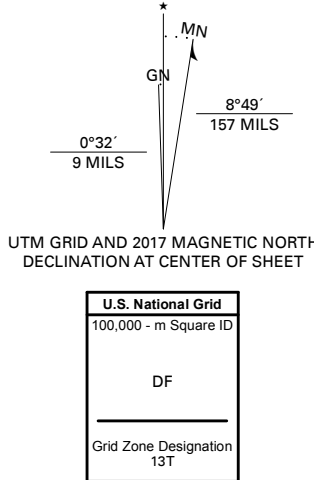 MN
GN
8°49´
157 MILS
0°32´
9 MILS
UTM GRID AND 2017 MAGNETIC NORTH
DECLINATION AT CENTER OF SHEET
U.S. National Grid
100,000 - m Square ID
DF
Grid Zone Designation
13T